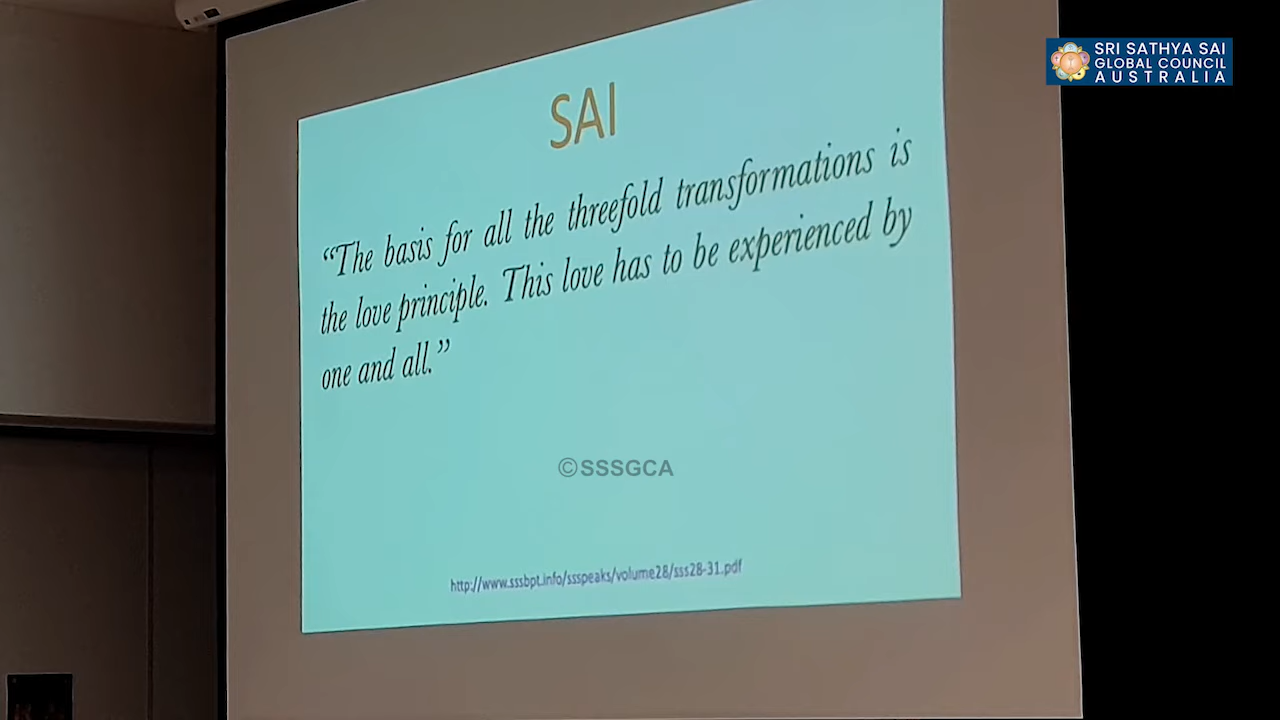 SRI SATHYA SAI
GLOBAL COUNCIL
AUSTRALIA
SAI
“The basis for all the threefold transformations is
the love principle. This love has to be experienced by
one and all.”
©SSSGCA
http://www.sssbpt.info/ssspeaks/volume28/sss28-31.pdf